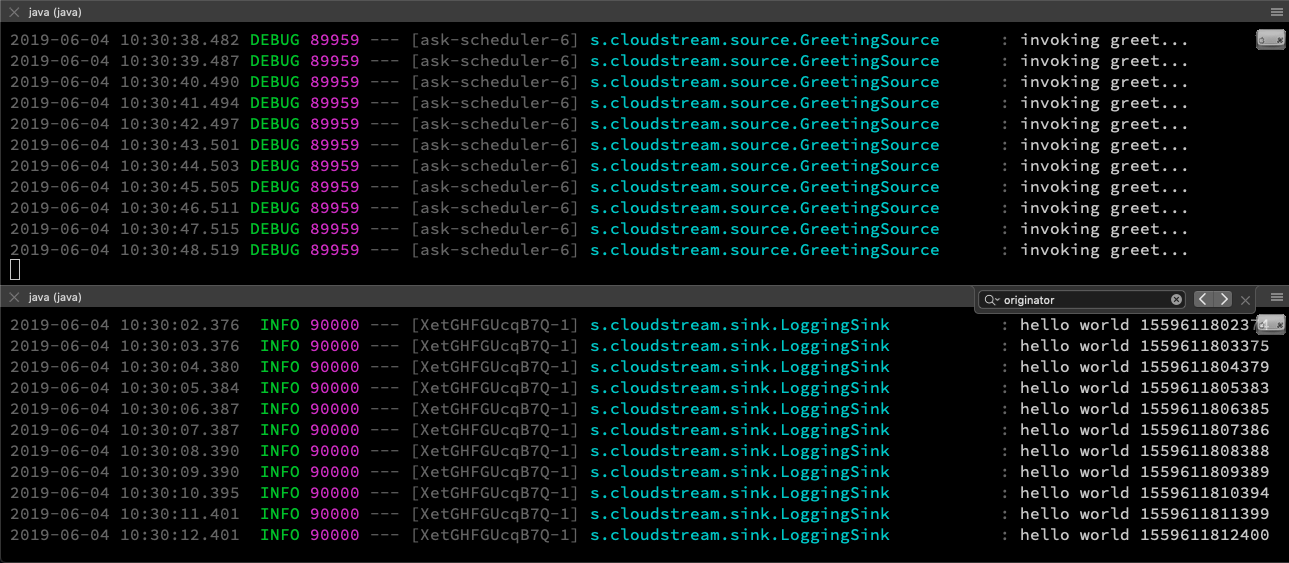 java (java)
2019-06-04 10:30:38.482 DEBUG 89959 --- [ask-scheduler-6] s.cloudstream.source.GreetingSource : invoking greet...
2019-06-04 10:30:39.487 DEBUG 89959 --- [ask-scheduler-6] s.cloudstream.source.GreetingSource : invoking greet...
2019-06-04 10:30:40.490 DEBUG 89959 --- [ask-scheduler-6] s.cloudstream.source.GreetingSource : invoking greet...
2019-06-04 10:30:41.494 DEBUG 89959 --- [ask-scheduler-6] s.cloudstream.source.GreetingSource : invoking greet...
2019-06-04 10:30:42.497 DEBUG 89959 --- [ask-scheduler-6] s.cloudstream.source.GreetingSource : invoking greet...
2019-06-04 10:30:43.501 DEBUG 89959 --- [ask-scheduler-6] s.cloudstream.source.GreetingSource : invoking greet...
2019-06-04 10:30:44.503 DEBUG 89959 --- [ask-scheduler-6] s.cloudstream.source.GreetingSource : invoking greet...
2019-06-04 10:30:45.505 DEBUG 89959 --- [ask-scheduler-6] s.cloudstream.source.GreetingSource : invoking greet...
2019-06-04 10:30:46.511 DEBUG 89959 --- [ask-scheduler-6] s.cloudstream.source.GreetingSource : invoking greet...
2019-06-04 10:30:47.515 DEBUG 89959 --- [ask-scheduler-6] s.cloudstream.source.GreetingSource : invoking greet...
2019-06-04 10:30:48.519 DEBUG 89959 --- [ask-scheduler-6] s.cloudstream.source.GreetingSource : invoking greet...
java (java)
originator
2019-06-04 10:30:02.376 INFO 90000 --- [XetGHFGUcqB7Q-1] s.cloudstream.sink.LoggingSink : hello world
2019-06-04 10:30:03.376 INFO 90000 --- [XetGHFGUcqB7Q-1] s.cloudstream.sink.LoggingSink : hello world 1559611803375
2019-06-04 10:30:04.380 INFO 90000 --- [XetGHFGUcqB7Q-1] s.cloudstream.sink.LoggingSink : hello world 1559611804379
2019-06-04 10:30:05.384 INFO 90000 --- [XetGHFGUcqB7Q-1] s.cloudstream.sink.LoggingSink : hello world 1559611805383
2019-06-04 10:30:06.387 INFO 90000 --- [XetGHFGUcqB7Q-1] s.cloudstream.sink.LoggingSink : hello world 1559611806385
2019-06-04 10:30:07.387 INFO 90000 --- [XetGHFGUcqB7Q-1] s.cloudstream.sink.LoggingSink : hello world 1559611807386
2019-06-04 10:30:08.390 INFO 90000 --- [XetGHFGUcqB7Q-1] s.cloudstream.sink.LoggingSink : hello world 1559611808388
2019-06-04 10:30:09.390 INFO 90000 --- [XetGHFGUcqB7Q-1] s.cloudstream.sink.LoggingSink : hello world 1559611809389
2019-06-04 10:30:10.395 INFO 90000 --- [XetGHFGUcqB7Q-1] s.cloudstream.sink.LoggingSink : hello world 1559611810394
2019-06-04 10:30:11.401 INFO 90000 --- [XetGHFGUcqB7Q-1] s.cloudstream.sink.LoggingSink : hello world 1559611811399
2019-06-04 10:30:12.401 INFO 90000 --- [XetGHFGUcqB7Q-1] s.cloudstream.sink.LoggingSink : hello world 1559611812400